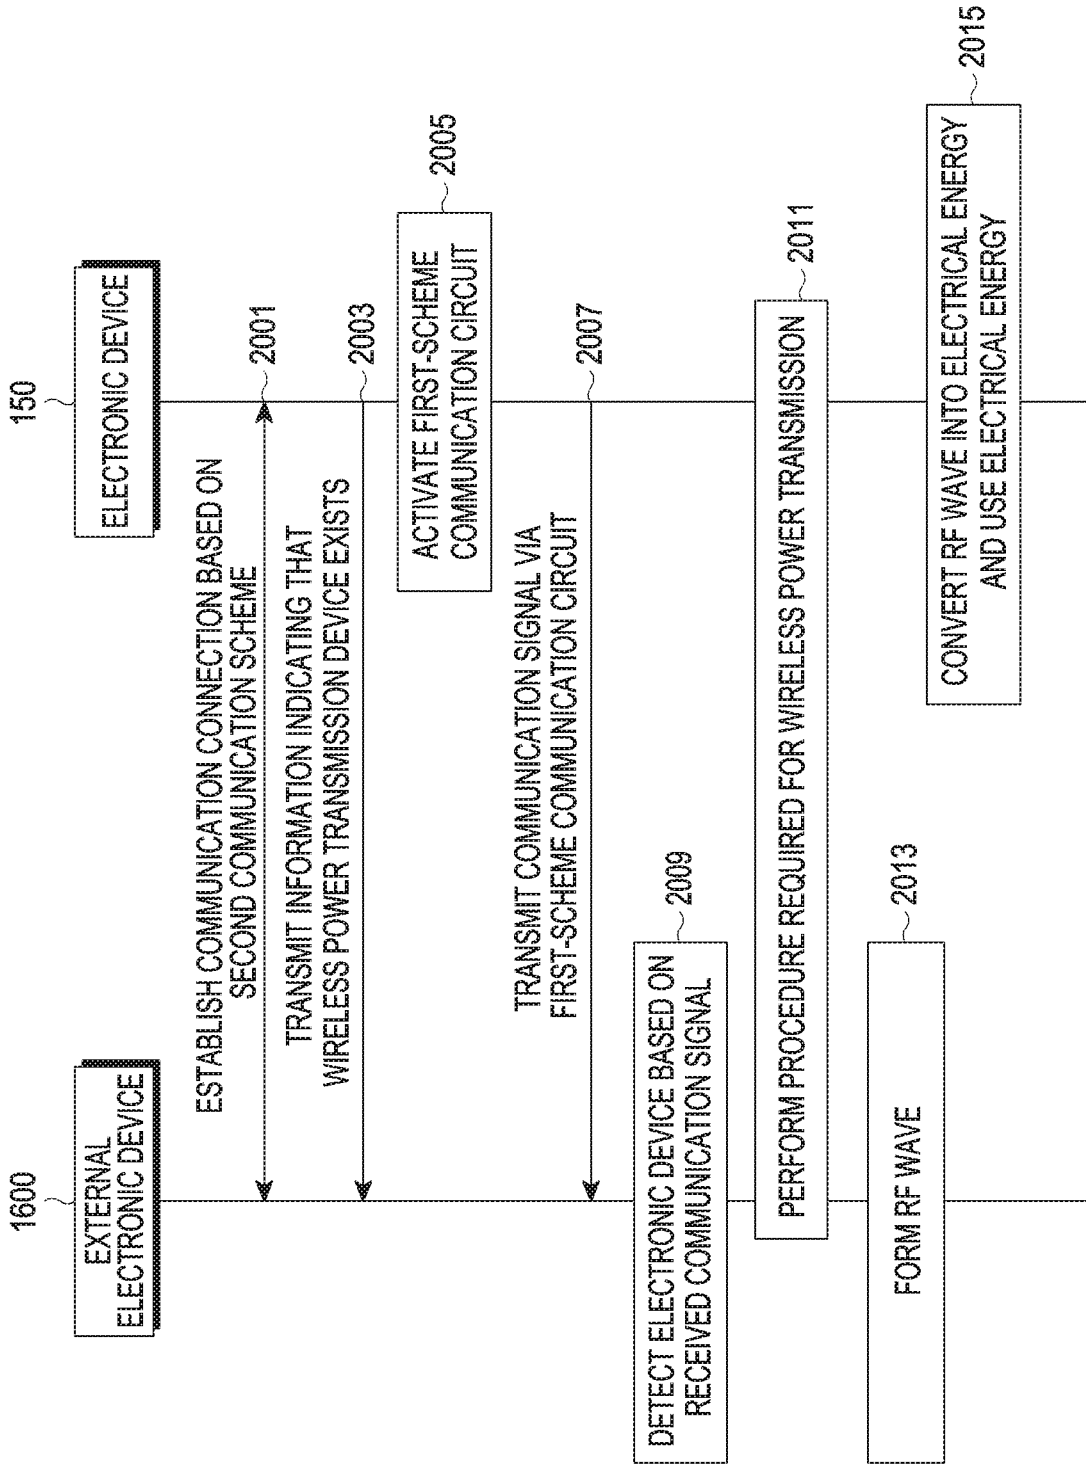 1600
EXTERNAL
ELECTRONIC DEVICE
150
ELECTRONIC DEVICE
ESTABLISH COMMUNICATION CONNECTION BASED ON
SECOND COMMUNICATION SCHEME
2001
TRANSMIT INFORMATION INDICATING THAT
WIRELESS POWER TRANSMISSION DEVICE EXISTS
2003
ACTIVATE FIRST-SCHEME
COMMUNICATION CIRCUIT
2005
TRANSMIT COMMUNICATION SIGNAL VIA
FIRST-SCHEME COMMUNICATION CIRCUIT
2007
DETECT ELECTRONIC DEVICE BASED ON
RECEIVED COMMUNICATION SIGNAL
2009
PERFORM PROCEDURE REQUIRED FOR WIRELESS POWER TRANSMISSION
2011
FORM RF WAVE
2013
CONVERT RF WAVE INTO ELECTRICAL ENERGY
AND USE ELECTRICAL ENERGY
2015